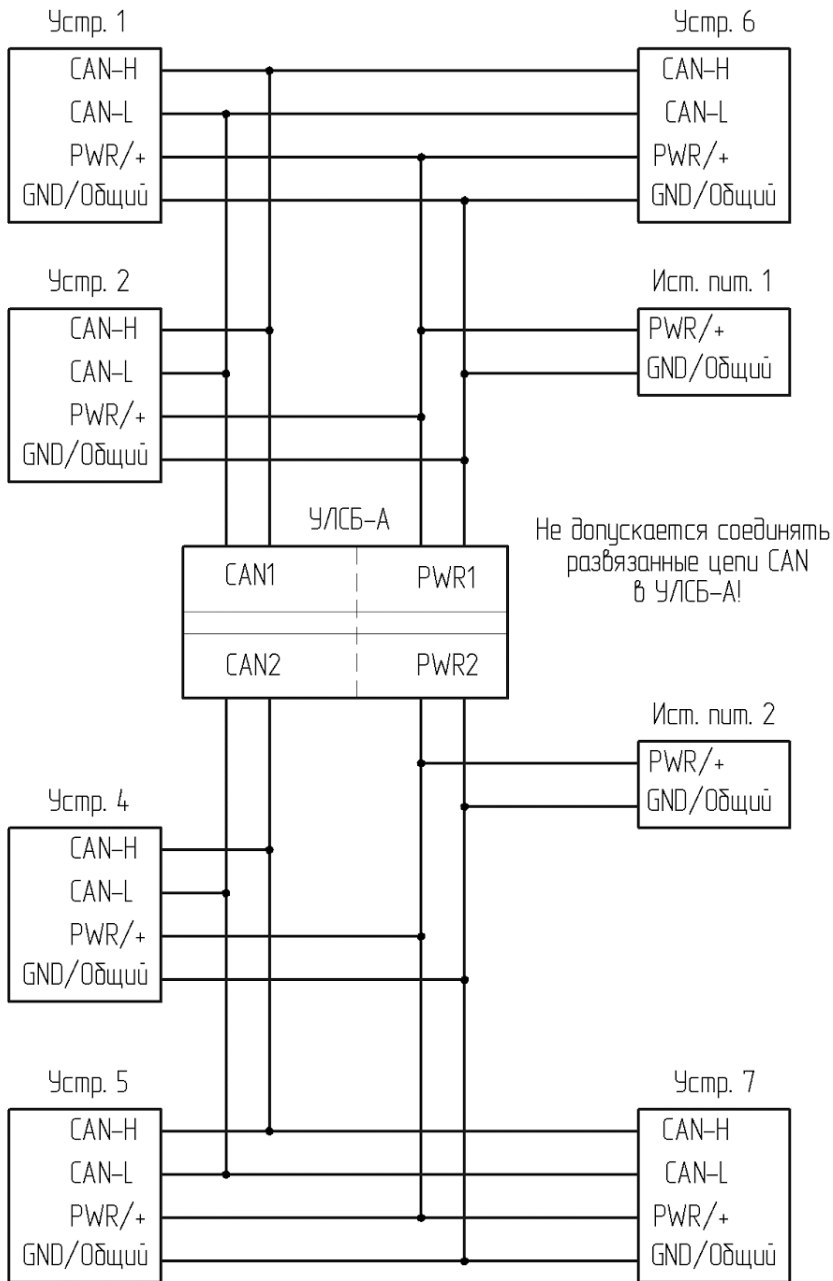 Устр. 1
CAN-H
CAN-L
PWR/+
GND/Общий
Устр. 6
CAN-H
CAN-L
PWR/+
GND/Общий
Устр. 2
CAN-H
CAN-L
PWR/+
GND/Общий
Ист. пит. 1
PWR/+
GND/Общий
УЛСБ-А
CAN1
PWR1
CAN2
PWR2
Не допускается соединять
развязанные цепи CAN
в УЛСБ-А!
Ист. пит. 2
PWR/+
GND/Общий
Устр. 4
CAN-H
CAN-L
PWR/+
GND/Общий
Устр. 5
CAN-H
CAN-L
PWR/+
GND/Общий
Устр. 7
CAN-H
CAN-L
PWR/+
GND/Общий